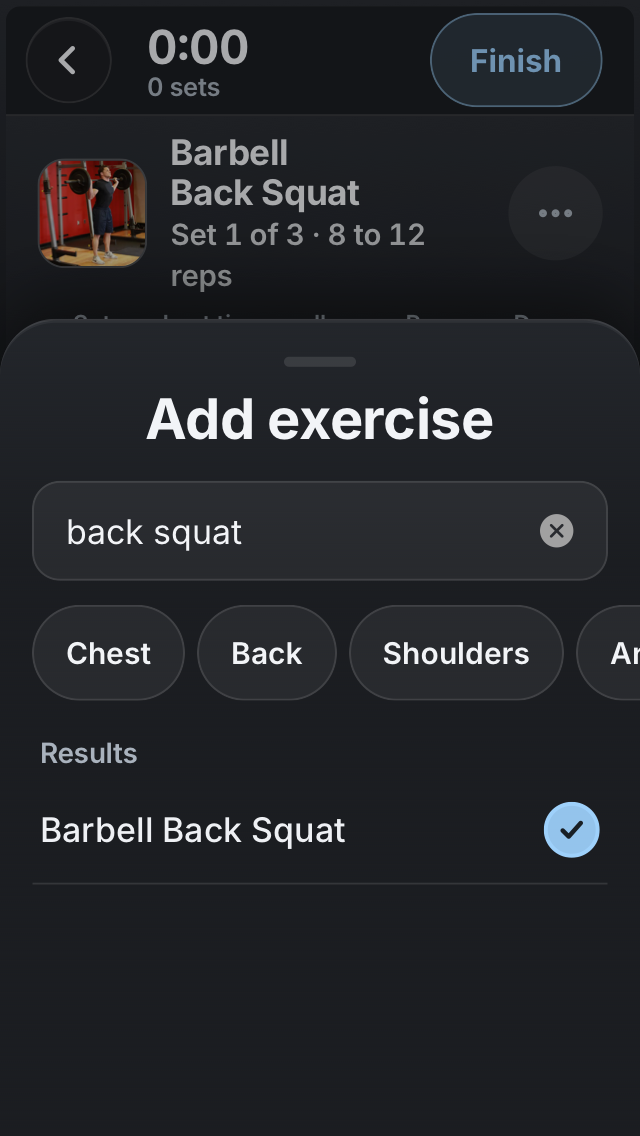 0:00
0 sets
Finish
Barbell
Back Squat
Set 1 of 3 · 8 to 12
reps
Add exercise
back squat
Chest
Back
Shoulders
Results
Barbell Back Squat